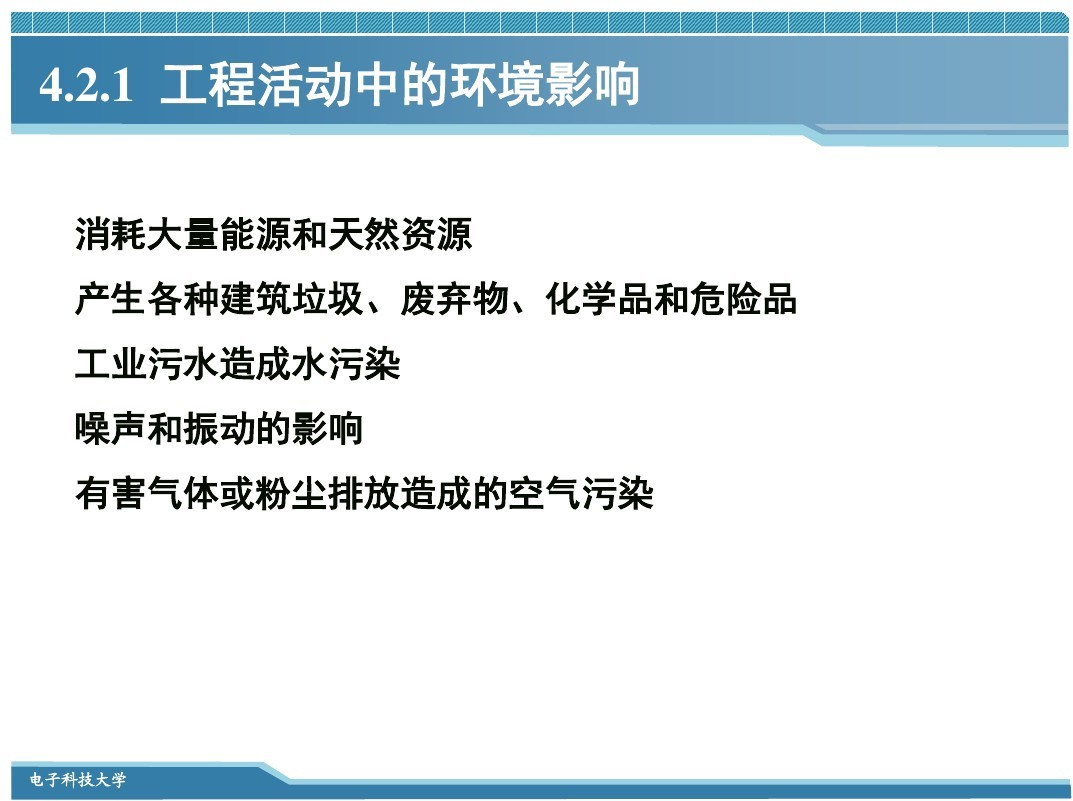 4.2.1 工程活动中的环境影响
消耗大量能源和天然资源
产生各种建筑垃圾、废弃物、化学品和危险品
工业污水造成水污染
噪声和振动的影响
有害气体或粉尘排放造成的空气污染
电子科技大学